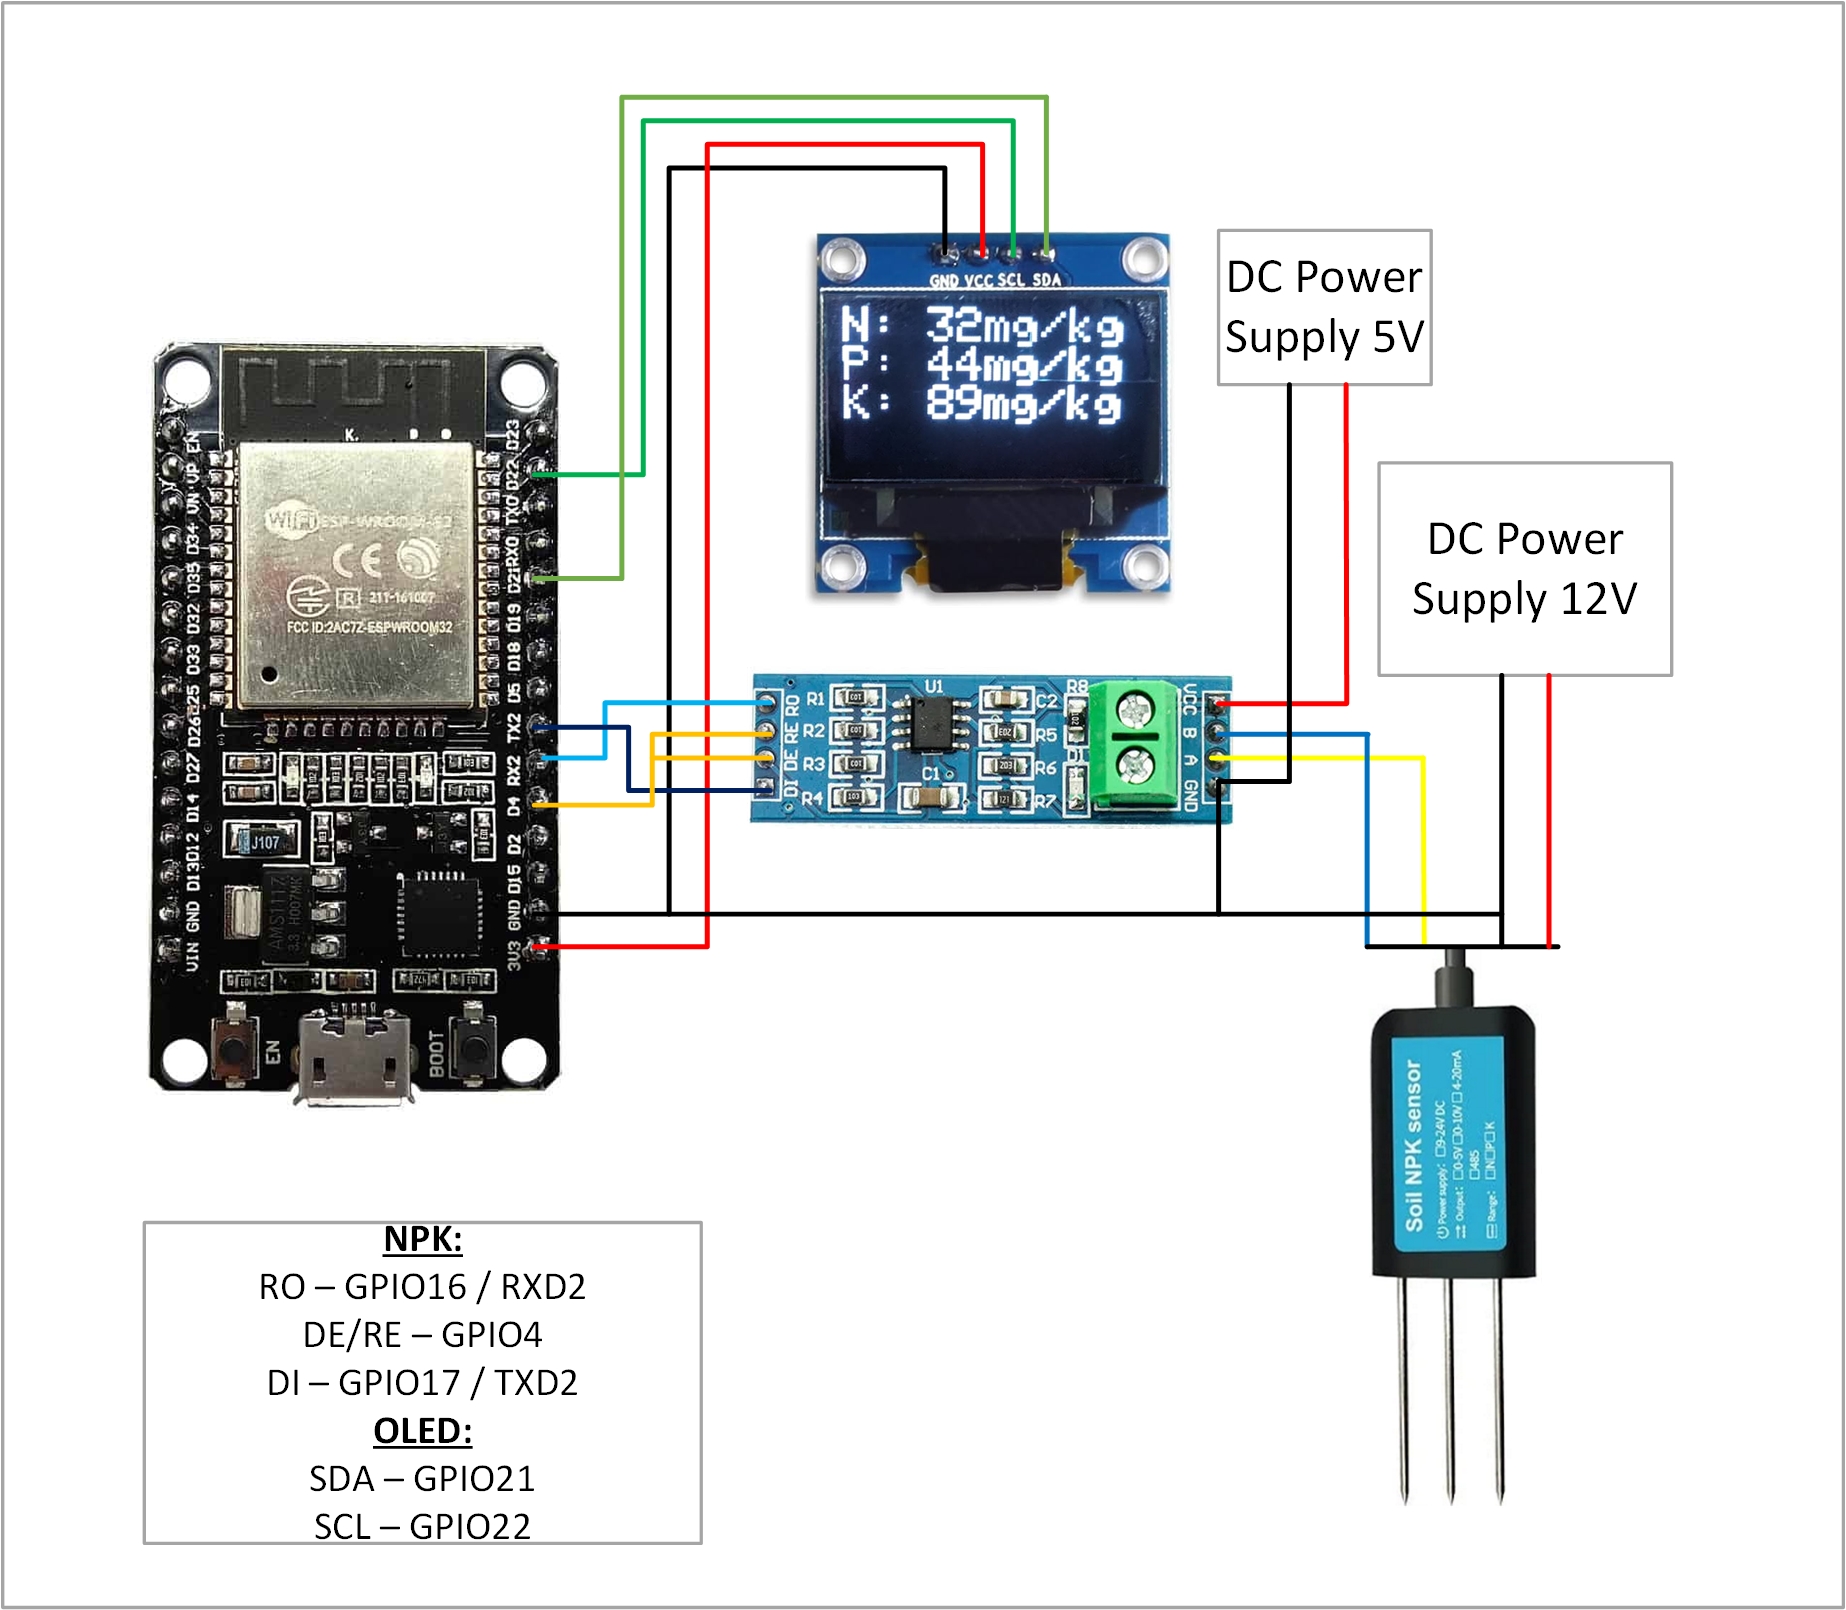 GND VCC SCL SDA
N: 32mg/kg
P: 44mg/kg
K: 89mg/kg
DC Power
Supply 5V
DC Power
Supply 12V
EN
VP
VN
D34
D35
D32
D33
D25
D26
D27
D14
D12
D13
GND
VIN
D23
D22
TX0
RX0
D21
D19
D18
D5
TX2
RX2
D4
D2
D15
GND
3V3
WiFi ESP-WROOM-32
CE
R 211-161007
FCC ID:2AC7Z-ESPWROOM32
J107
AMS1117
3.3 H007MK
EN
BOOT
RO
RE
DE
DI
R1
R2
R3
R4
U1
C1
C2
R5
R6
R7
R8
VCC
B
A
GND
Soil NPK sensor
Power supply: 9-24V DC
Output: 0-5V 0-10V 4-20mA
485
Range: N P K
NPK:
RO – GPIO16 / RXD2
DE/RE – GPIO4
DI – GPIO17 / TXD2
OLED:
SDA – GPIO21
SCL – GPIO22